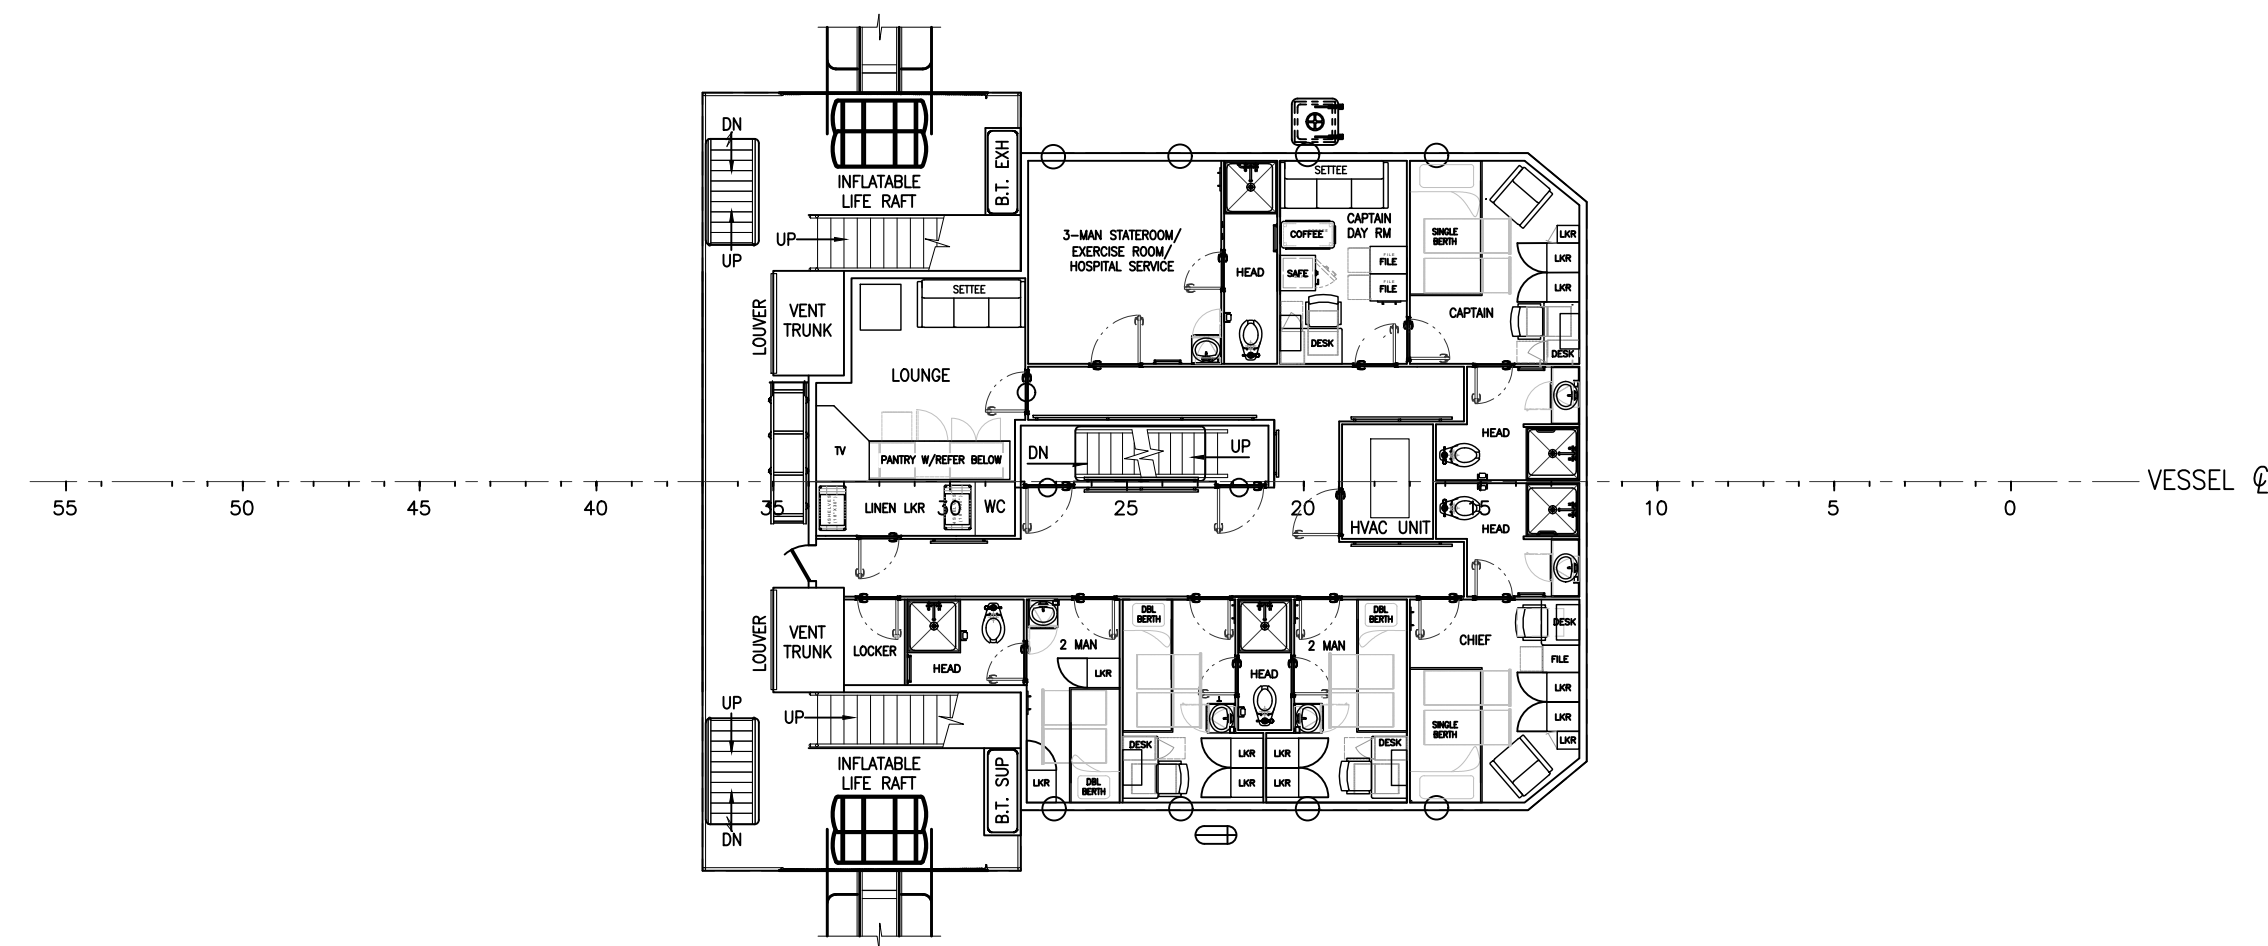 DN
UP
INFLATABLE
LIFE RAFT
B.T. EXH
UP
LOUVER
VENT
TRUNK
SETTEE
LOUNGE
TV
PANTRY W/REFER BELOW
3-MAN STATEROOM/
EXERCISE ROOM/
HOSPITAL SERVICE
HEAD
SETTEE
CAPTAIN
DAY RM
COFFEE
SAFE
FILE
FILE
FILE
FILE
DESK
SINGLE
BERTH
CAPTAIN
LKR
LKR
LKR
DESK
HEAD
DN
UP
VESSEL ℄
55
50
40
45
35
30
25
20
15
10
5
0
LINEN LKR
WC
HVAC UNIT
HEAD
LOUVER
VENT
TRUNK
LOCKER
HEAD
2 MAN
LKR
LKR
DBL
BERTH
DBL
BERTH
DESK
LKR
LKR
HEAD
2 MAN
DBL
BERTH
LKR
LKR
DESK
CHIEF
DESK
FILE
LKR
LKR
LKR
SINGLE
BERTH
UP
UP
DN
INFLATABLE
LIFE RAFT
B.T. SUP